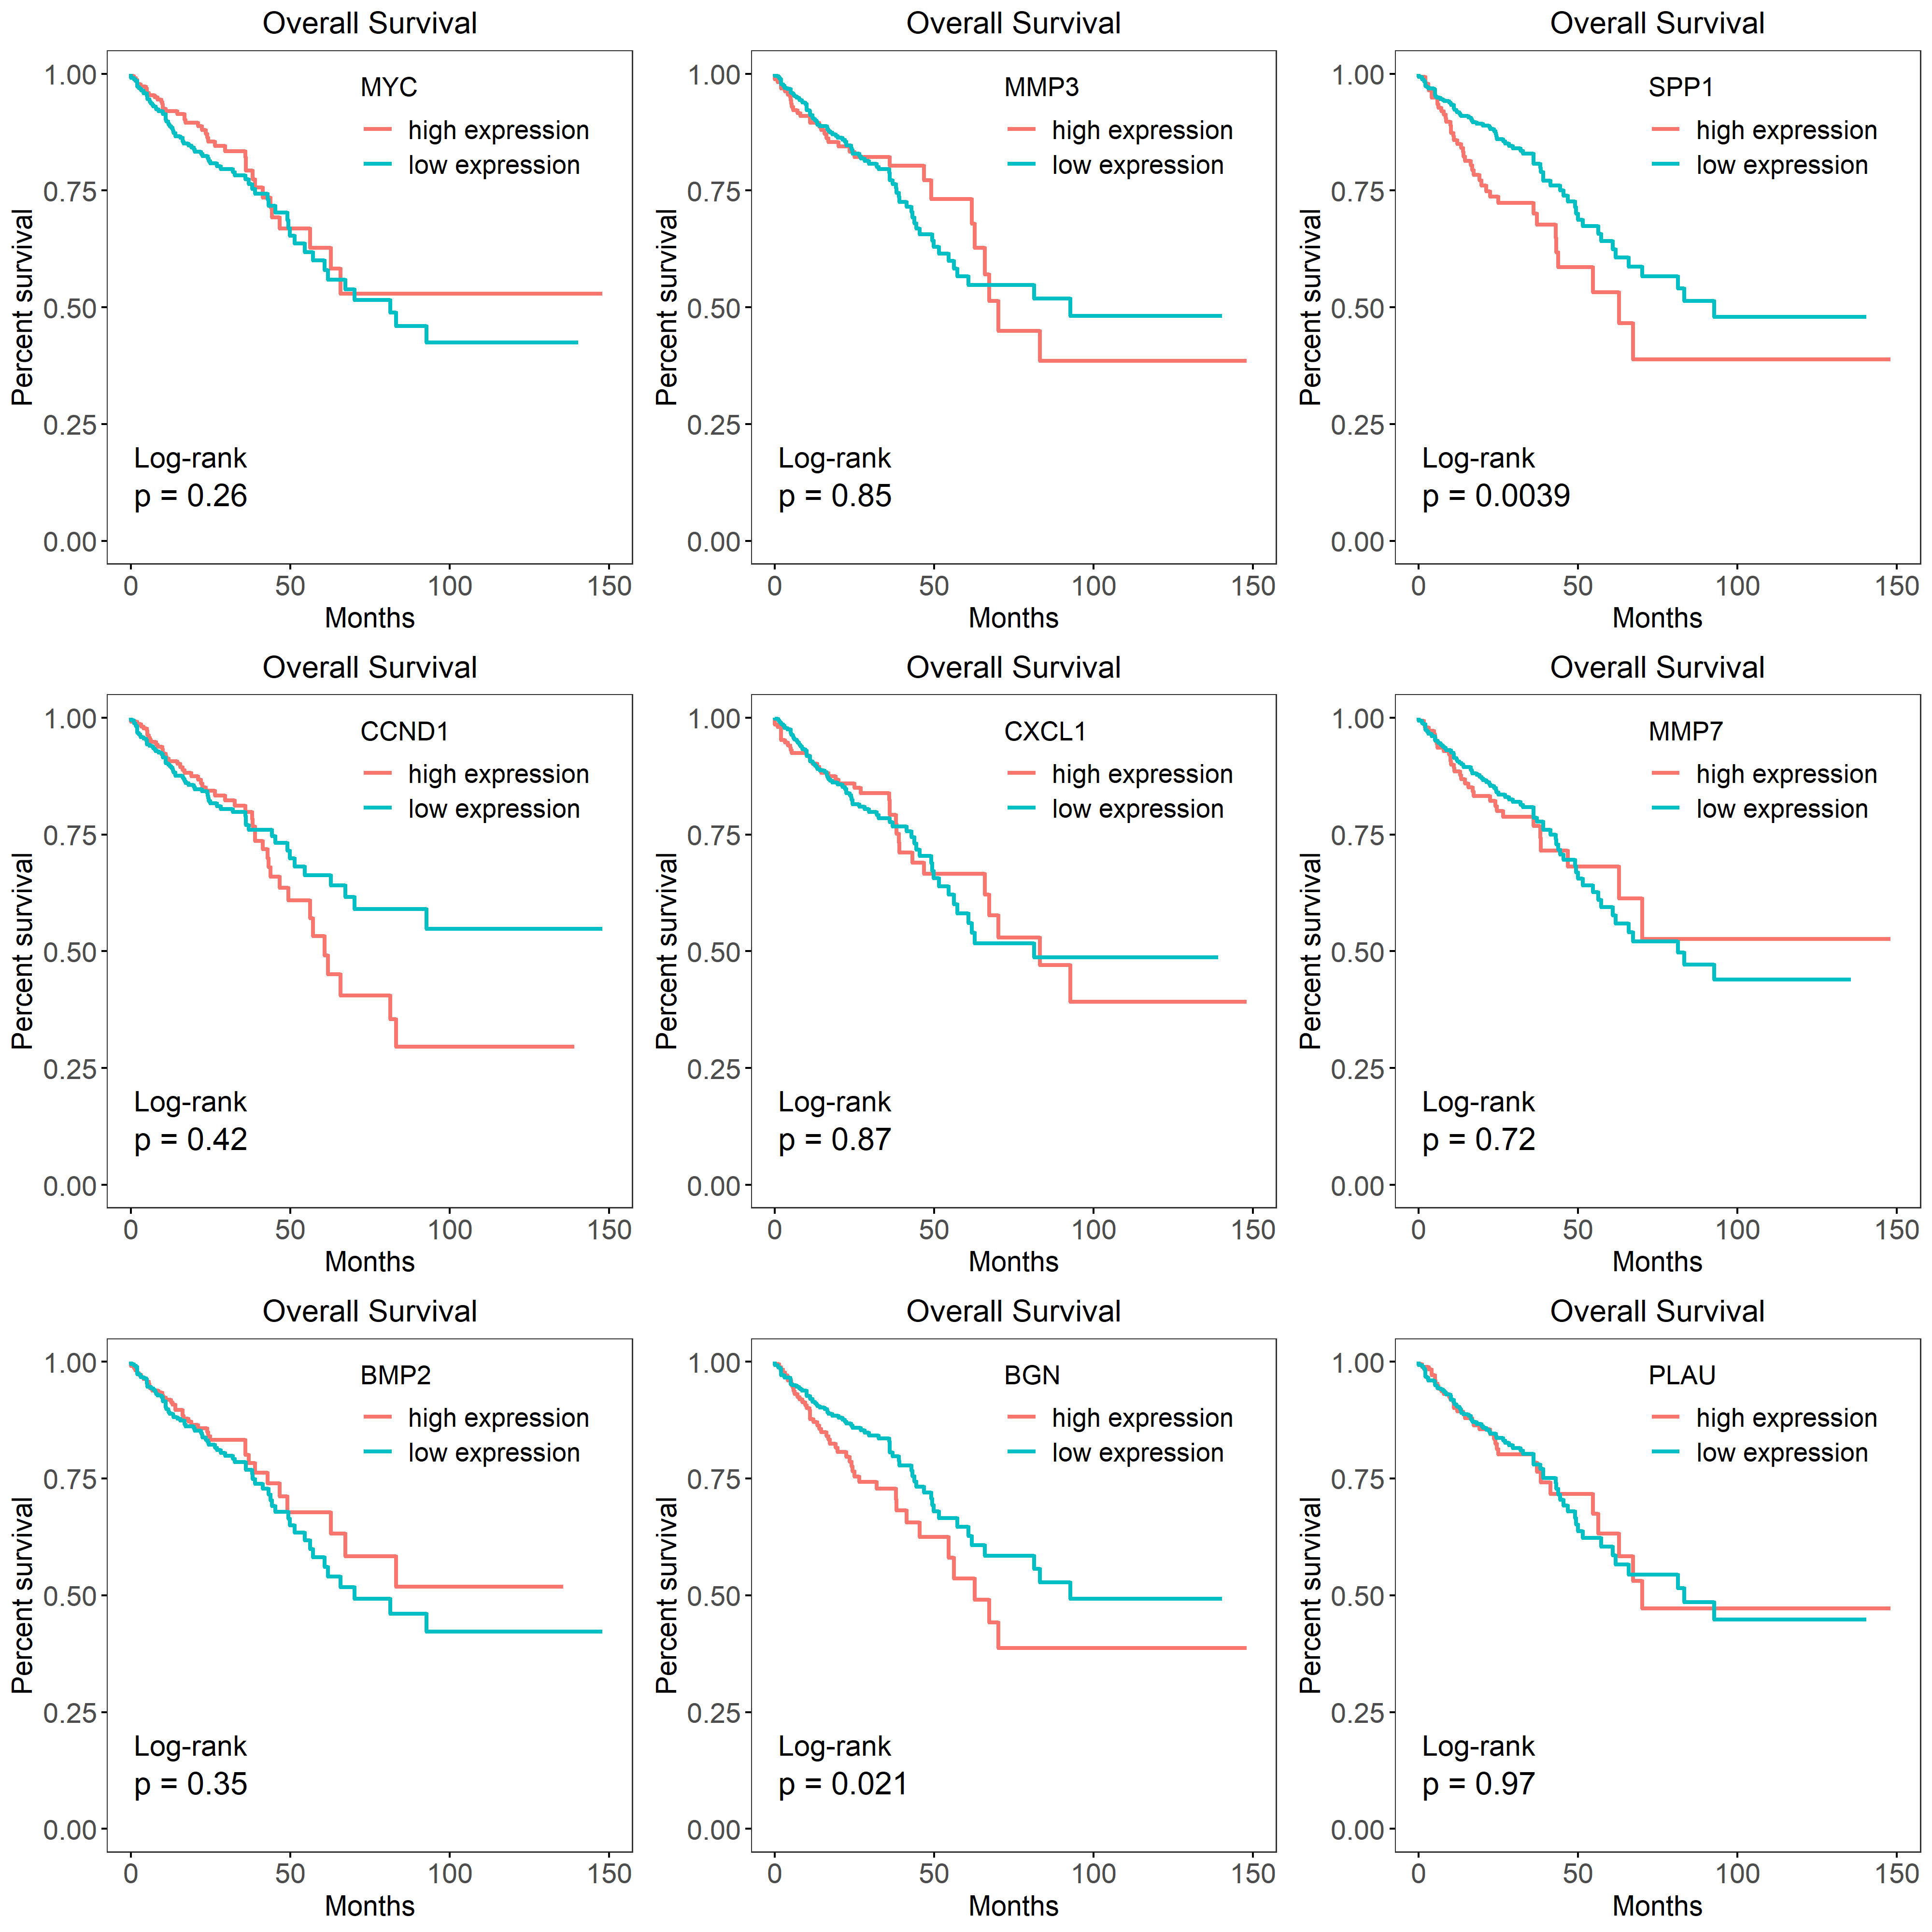 Overall Survival
Percent survival
1.00
0.75
0.50
0.25
0.00
MYC
high expression
low expression
Log-rank
p = 0.26
0 50 100 150
Months
Overall Survival
Percent survival
1.00
0.75
0.50
0.25
0.00
MMP3
high expression
low expression
Log-rank
p = 0.85
0 50 100 150
Months
Overall Survival
Percent survival
1.00
0.75
0.50
0.25
0.00
SPP1
high expression
low expression
Log-rank
p = 0.0039
0 50 100 150
Months
Overall Survival
Percent survival
1.00
0.75
0.50
0.25
0.00
CCND1
high expression
low expression
Log-rank
p = 0.42
0 50 100 150
Months
Overall Survival
Percent survival
1.00
0.75
0.50
0.25
0.00
CXCL1
high expression
low expression
Log-rank
p = 0.87
0 50 100 150
Months
Overall Survival
Percent survival
1.00
0.75
0.50
0.25
0.00
MMP7
high expression
low expression
Log-rank
p = 0.72
0 50 100 150
Months
Overall Survival
Percent survival
1.00
0.75
0.50
0.25
0.00
BMP2
high expression
low expression
Log-rank
p = 0.35
0 50 100 150
Months
Overall Survival
Percent survival
1.00
0.75
0.50
0.25
0.00
BGN
high expression
low expression
Log-rank
p = 0.021
0 50 100 150
Months
Overall Survival
Percent survival
1.00
0.75
0.50
0.25
0.00
PLAU
high expression
low expression
Log-rank
p = 0.97
0 50 100 150
Months